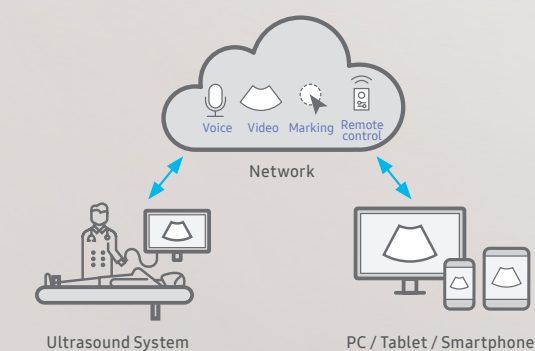 Voice Video Marking Remote control
Network
Ultrasound System
PC / Tablet / Smartphone